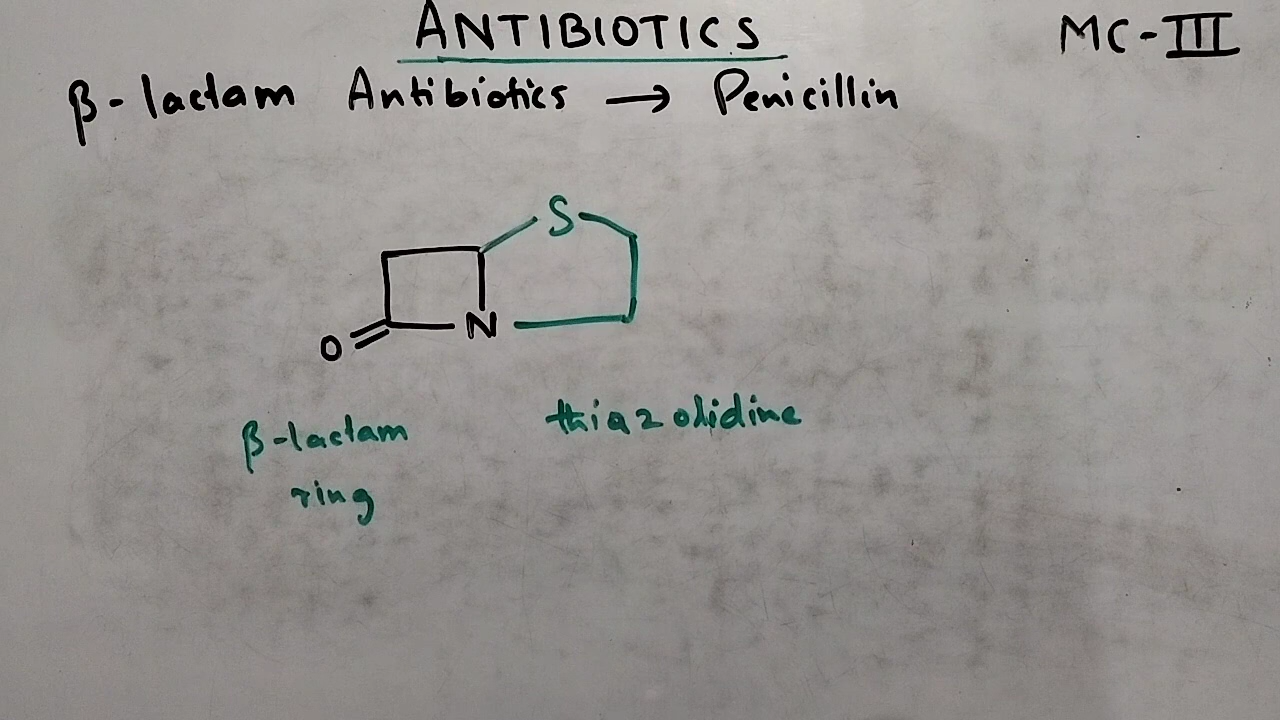 ANTIBIOTICS
MC-III
β-lactam Antibiotics → Penicillin
S
N
O
β-lactam
ring
thiazolidine